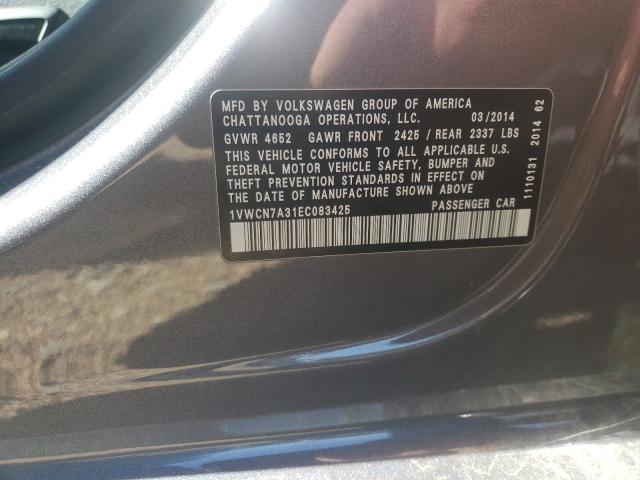 MFD BY VOLKSWAGEN GROUP OF AMERICA
CHATTANOOGA OPERATIONS, LLC. 03/2014
GVWR 4652 GAWR FRONT 2425 / REAR 2337 LBS
THIS VEHICLE CONFORMS TO ALL APPLICABLE U.S.
FEDERAL MOTOR VEHICLE SAFETY, BUMPER AND
THEFT PREVENTION STANDARDS IN EFFECT ON
THE DATE OF MANUFACTURE SHOWN ABOVE
1VWCN7A31EC083425 PASSENGER CAR
1110131 2014 62